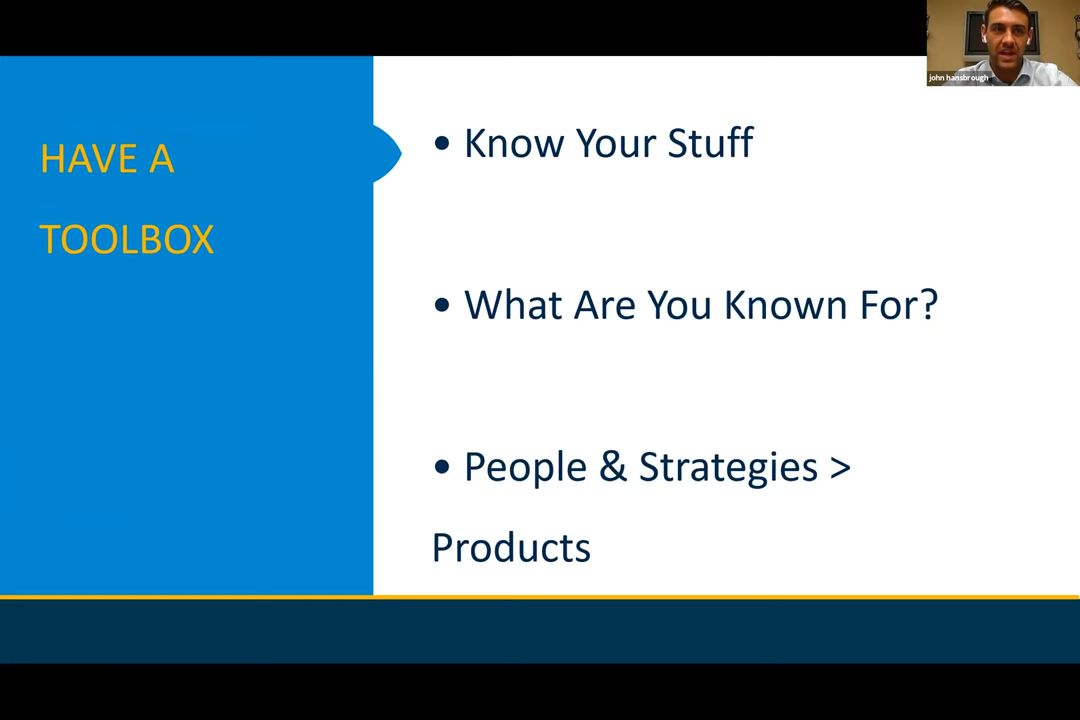 john hansbrough
HAVE A
TOOLBOX
• Know Your Stuff
• What Are You Known For?
• People & Strategies >
Products